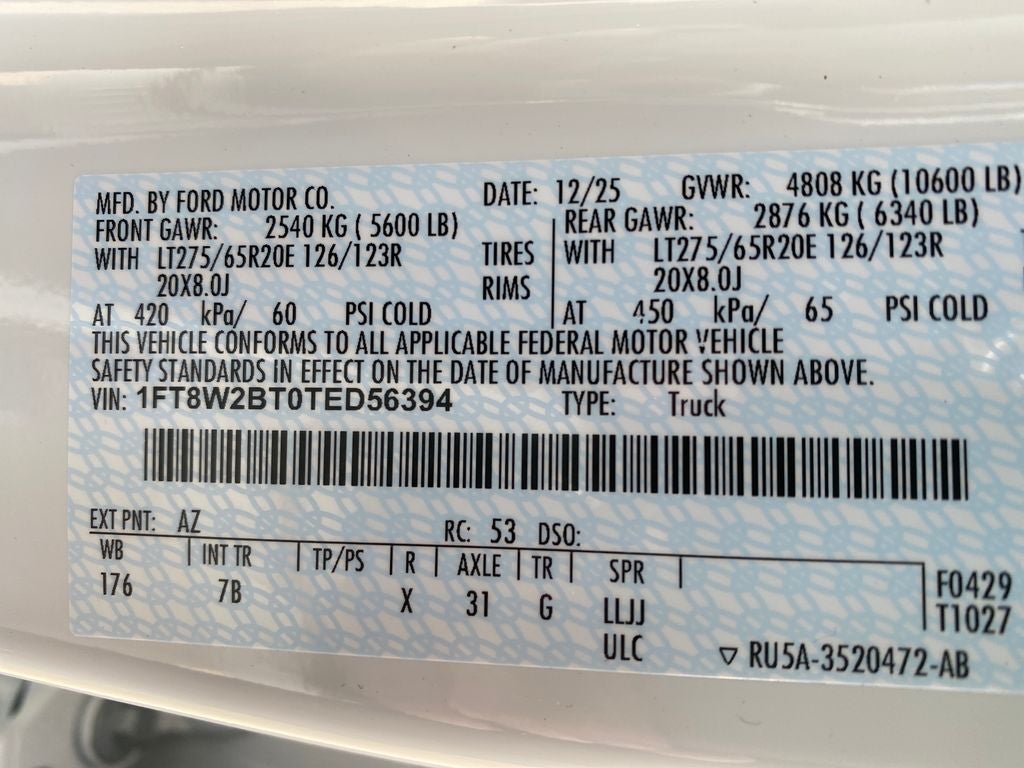 MFD. BY FORD MOTOR CO. DATE: 12/25 GVWR: 4808 KG (10600 LB)
FRONT GAWR: 2540 KG ( 5600 LB) REAR GAWR: 2876 KG ( 6340 LB)
WITH LT275/65R20E 126/123R TIRES WITH LT275/65R20E 126/123R
20X8.0J RIMS 20X8.0J
AT 420 kPa/ 60 PSI COLD AT 450 kPa/ 65 PSI COLD
THIS VEHICLE CONFORMS TO ALL APPLICABLE FEDERAL MOTOR VEHICLE
SAFETY STANDARDS IN EFFECT ON THE DATE OF MANUFACTURE SHOWN ABOVE.
VIN: 1FT8W2BT0TED56394 TYPE: Truck
EXT PNT: AZ RC: 53 DSO:
WB INT TR TP/PS R AXLE TR SPR F0429
176 7B X 31 G LLJJ T1027
ULC ▽ RU5A-3520472-AB